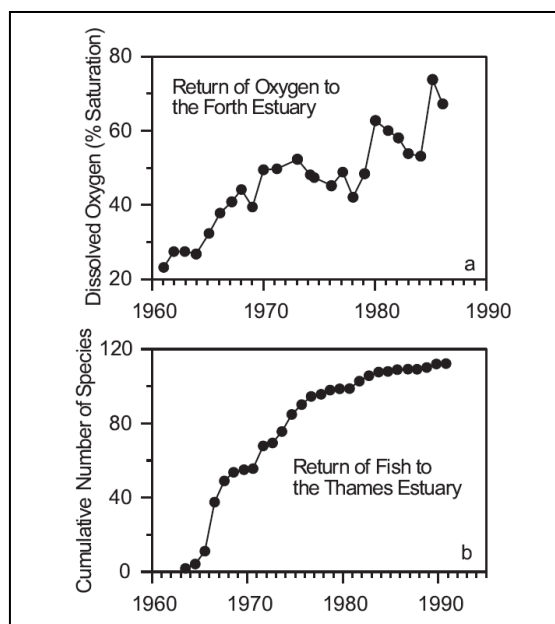 80
60
40
20
Dissolved Oxygen (% Saturation)
Return of Oxygen to
the Forth Estuary
a
1960 1970 1980 1990
120
80
40
0
Cumulative Number of Species
Return of Fish to
the Thames Estuary
b
1960 1970 1980 1990